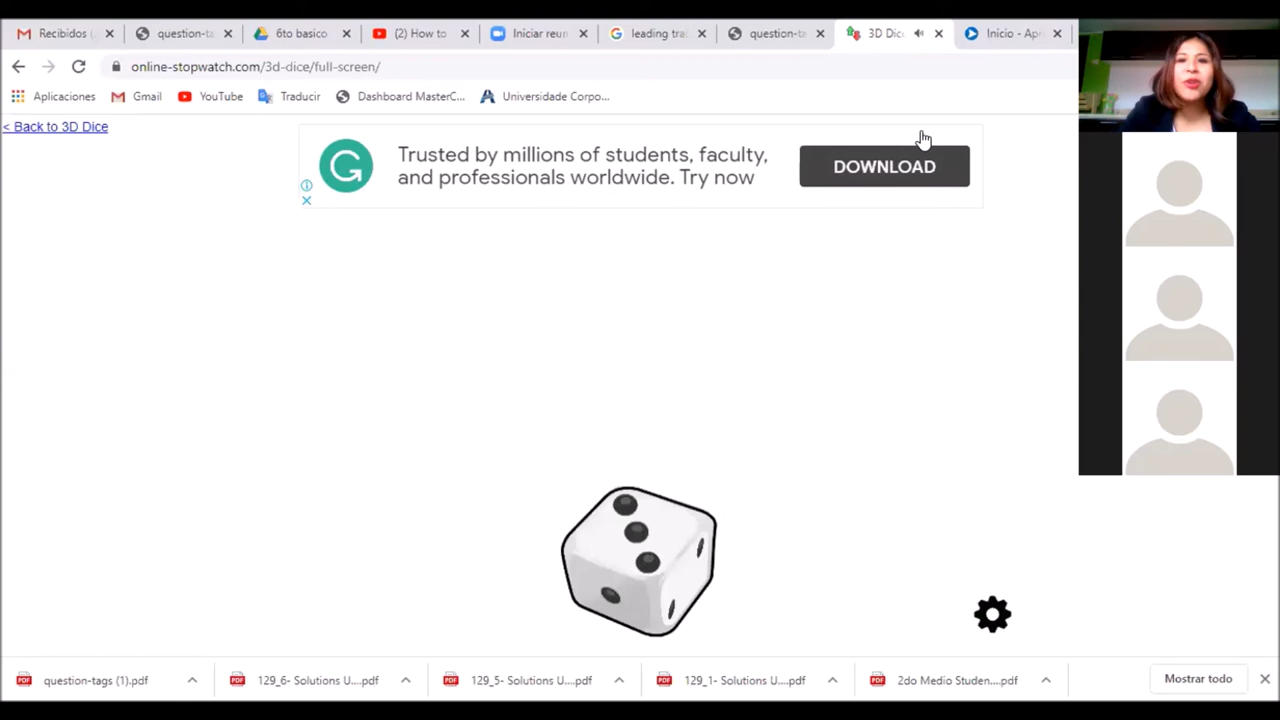 Recibidos (
question-ta
6to basico
(2) How to
Iniciar reun
leading trai
question-ta
3D Dic
Inicio - Apr
online-stopwatch.com/3d-dice/full-screen/
Aplicaciones
Gmail
YouTube
Traducir
Dashboard MasterC...
Universidade Corpo...
< Back to 3D Dice
Trusted by millions of students, faculty,
and professionals worldwide. Try now
DOWNLOAD
question-tags (1).pdf
129_6- Solutions U....pdf
129_5- Solutions U....pdf
129_1- Solutions U....pdf
2do Medio Studen....pdf
Mostrar todo